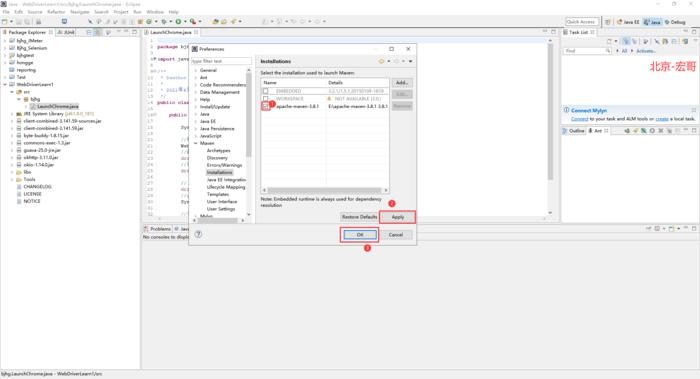 Java - WebDriverLearn1/src/bjhg/LaunchChrome.java - Eclipse
File Edit Source Refactor Navigate Search Project Run Window Help
Quick Access
Java EE
Java
Debug
Package Explorer
JUnit
bjhg_JMeter
bjhg_Selenium
bjhgtest
hongge
reporting
Test
WebDriverLearn1
src
bjhg
LaunchChrome.java
client-combined-3.141.59-sources.jar
client-combined-3.141.59.jar
byte-buddy-1.8.15.jar
commons-exec-1.3.jar
guava-25.0-jre.jar
okhttp-3.11.0.jar
okio-1.14.0.jar
libs
Tools
CHANGELOG
LICENSE
NOTICE
LaunchChrome.java
1
2
package bjhg
3
import java
5
/**
6
* @author
7
8
Preferences
type filter text
General
Ant
Code Recommenders
Data Management
Help
Install/Update
Java
Java EE
Java Persistence
JavaScript
Maven
Archetypes
Discovery
Errors/Warnings
Installations
Java EE Integration
Lifecycle Mapping
Templates
User Interface
User Settings
Mylyn
Installations
Select the installation used to launch Maven:
Name
Details
EMBEDDED
3.2.1/1.5.1.20150109-1819
WORKSPACE
NOT AVAILABLE [3.0,)
1
apache-maven-3.8.1
E:\apache-maven-3.8.1 3.8.1
Add...
Edit...
Remove
Note: Embedded runtime is always used for dependency
resolution
2
Restore Defaults
Apply
OK
Cancel
3
Problems
No consoles to display
Task List
Find
All
Activate...
北京-宏哥
Connect Mylyn
Connect to your task and ALM tools or create a local task.
Outline
Ant
bjhg.LaunchChrome.java - WebDriverLearn1/src